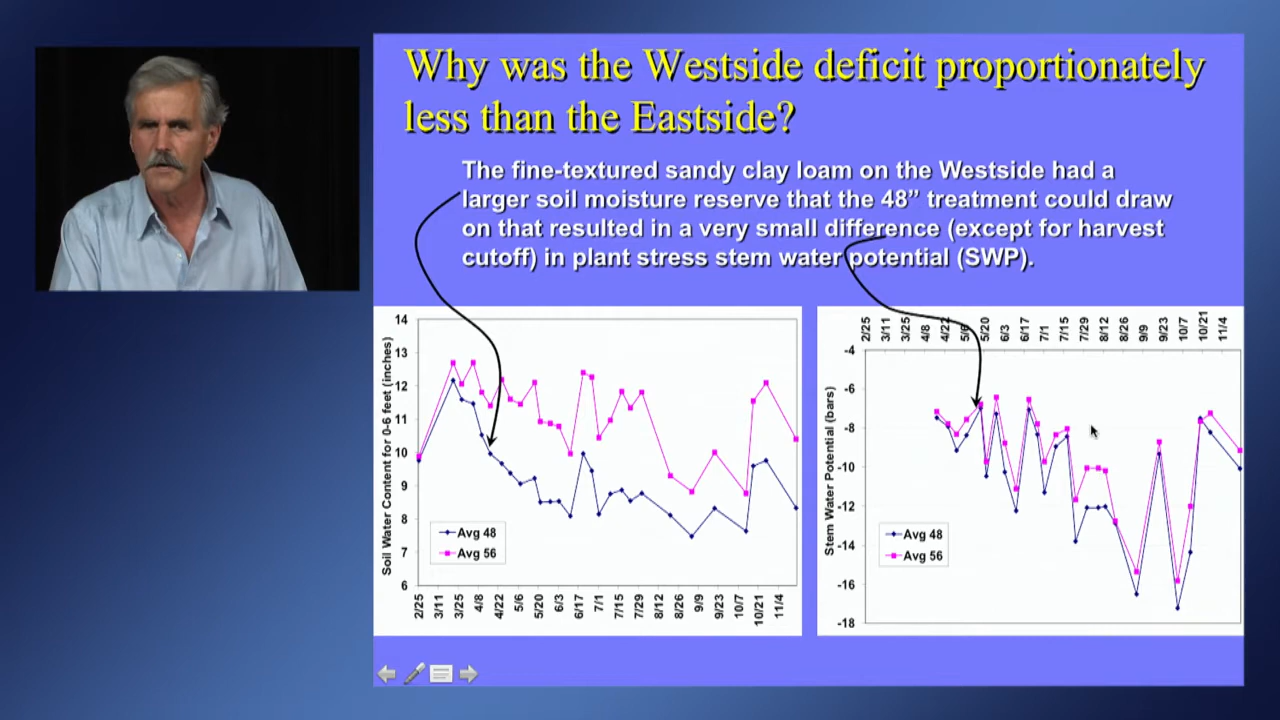 Why was the Westside deficit proportionately
less than the Eastside?
The fine-textured sandy clay loam on the Westside had a
larger soil moisture reserve that the 48” treatment could draw
on that resulted in a very small difference (except for harvest
cutoff) in plant stress stem water potential (SWP).
Soil Water Content for 0-6 feet (inches)
14
13
12
11
10
9
8
7
6
Avg 48
Avg 56
2/25 3/11 3/25 4/8 4/22 5/6 5/20 6/3 6/17 7/1 7/15 7/29 8/12 8/26 9/9 9/23 10/7 10/21 11/4
2/25 3/11 3/25 4/8 4/22 5/6 5/20 6/3 6/17 7/1 7/15 7/29 8/12 8/26 9/9 9/23 10/7 10/21 11/4
Stem Water Potential (bars)
-4
-6
-8
-10
-12
-14
-16
-18
Avg 48
Avg 56